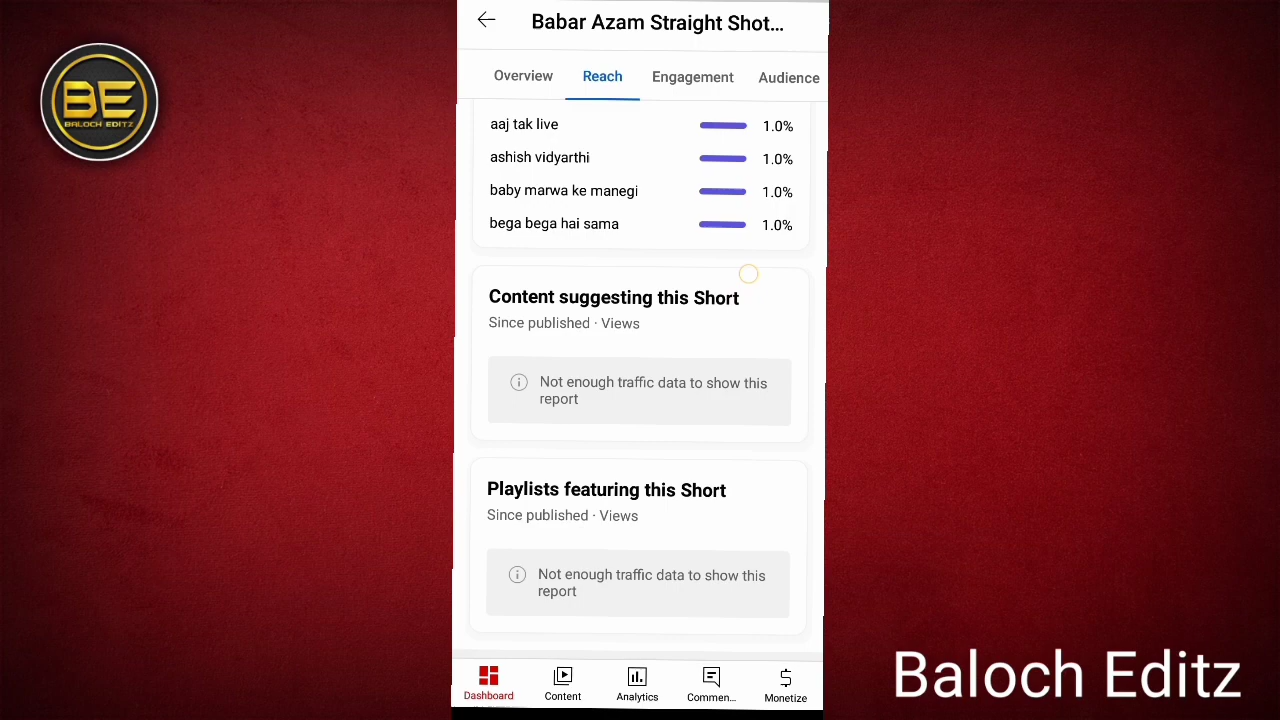 BE
BALOCH EDITZ
Babar Azam Straight Shot...
Overview Reach Engagement Audience
aaj tak live 1.0%
ashish vidyarthi 1.0%
baby marwa ke manegi 1.0%
bega bega hai sama 1.0%
Content suggesting this Short
Since published · Views
Not enough traffic data to show this
report
Playlists featuring this Short
Since published · Views
Not enough traffic data to show this
report
Dashboard Content Analytics Commen... Monetize
Baloch Editz